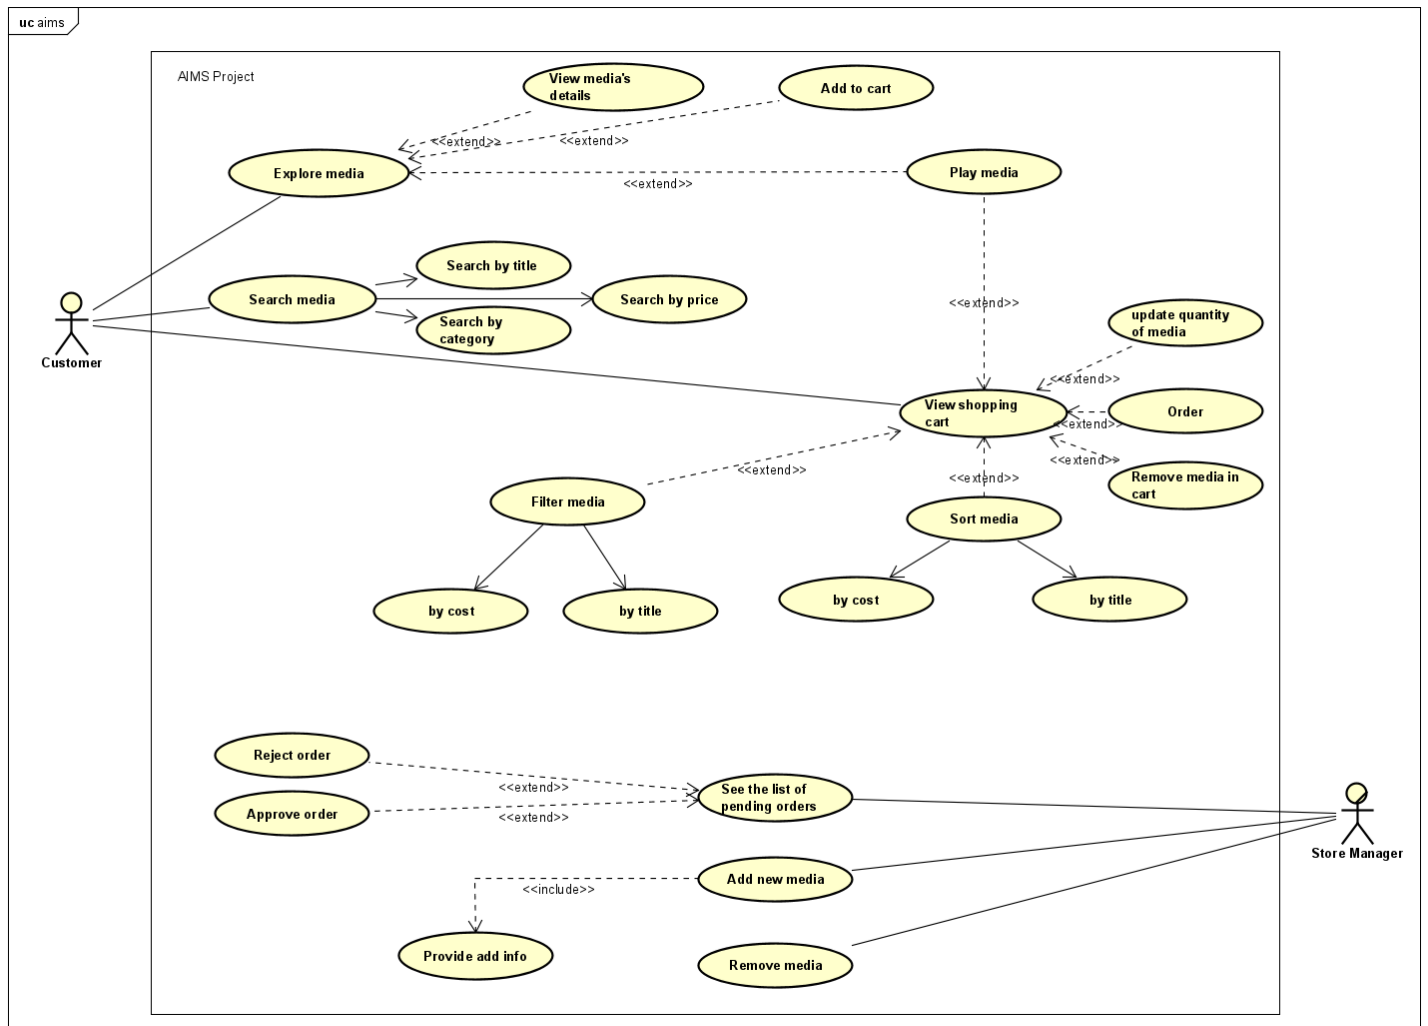 uc aims
AIMS Project
View media's
details
Add to cart
<<extend>>
<<extend>>
Explore media
Play media
<<extend>>
Search by title
Search media
Search by price
Search by
category
<<extend>>
update quantity
of media
Customer
<<extend>>
View shopping
cart
Order
<<extend>>
<<extend>>
<<extend>>
<<extend>>
Remove media in
cart
Filter media
Sort media
by cost
by title
by cost
by title
Reject order
<<extend>>
See the list of
pending orders
Approve order
<<extend>>
Store Manager
Add new media
<<include>>
Provide add info
Remove media